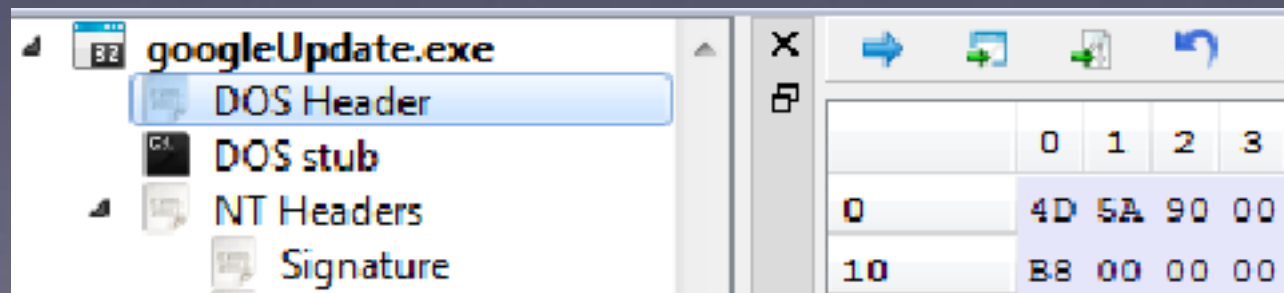 googleUpdate.exe
DOS Header
DOS stub
NT Headers
Signature
0 1 2 3
0 4D 5A 90 00
10 B8 00 00 00